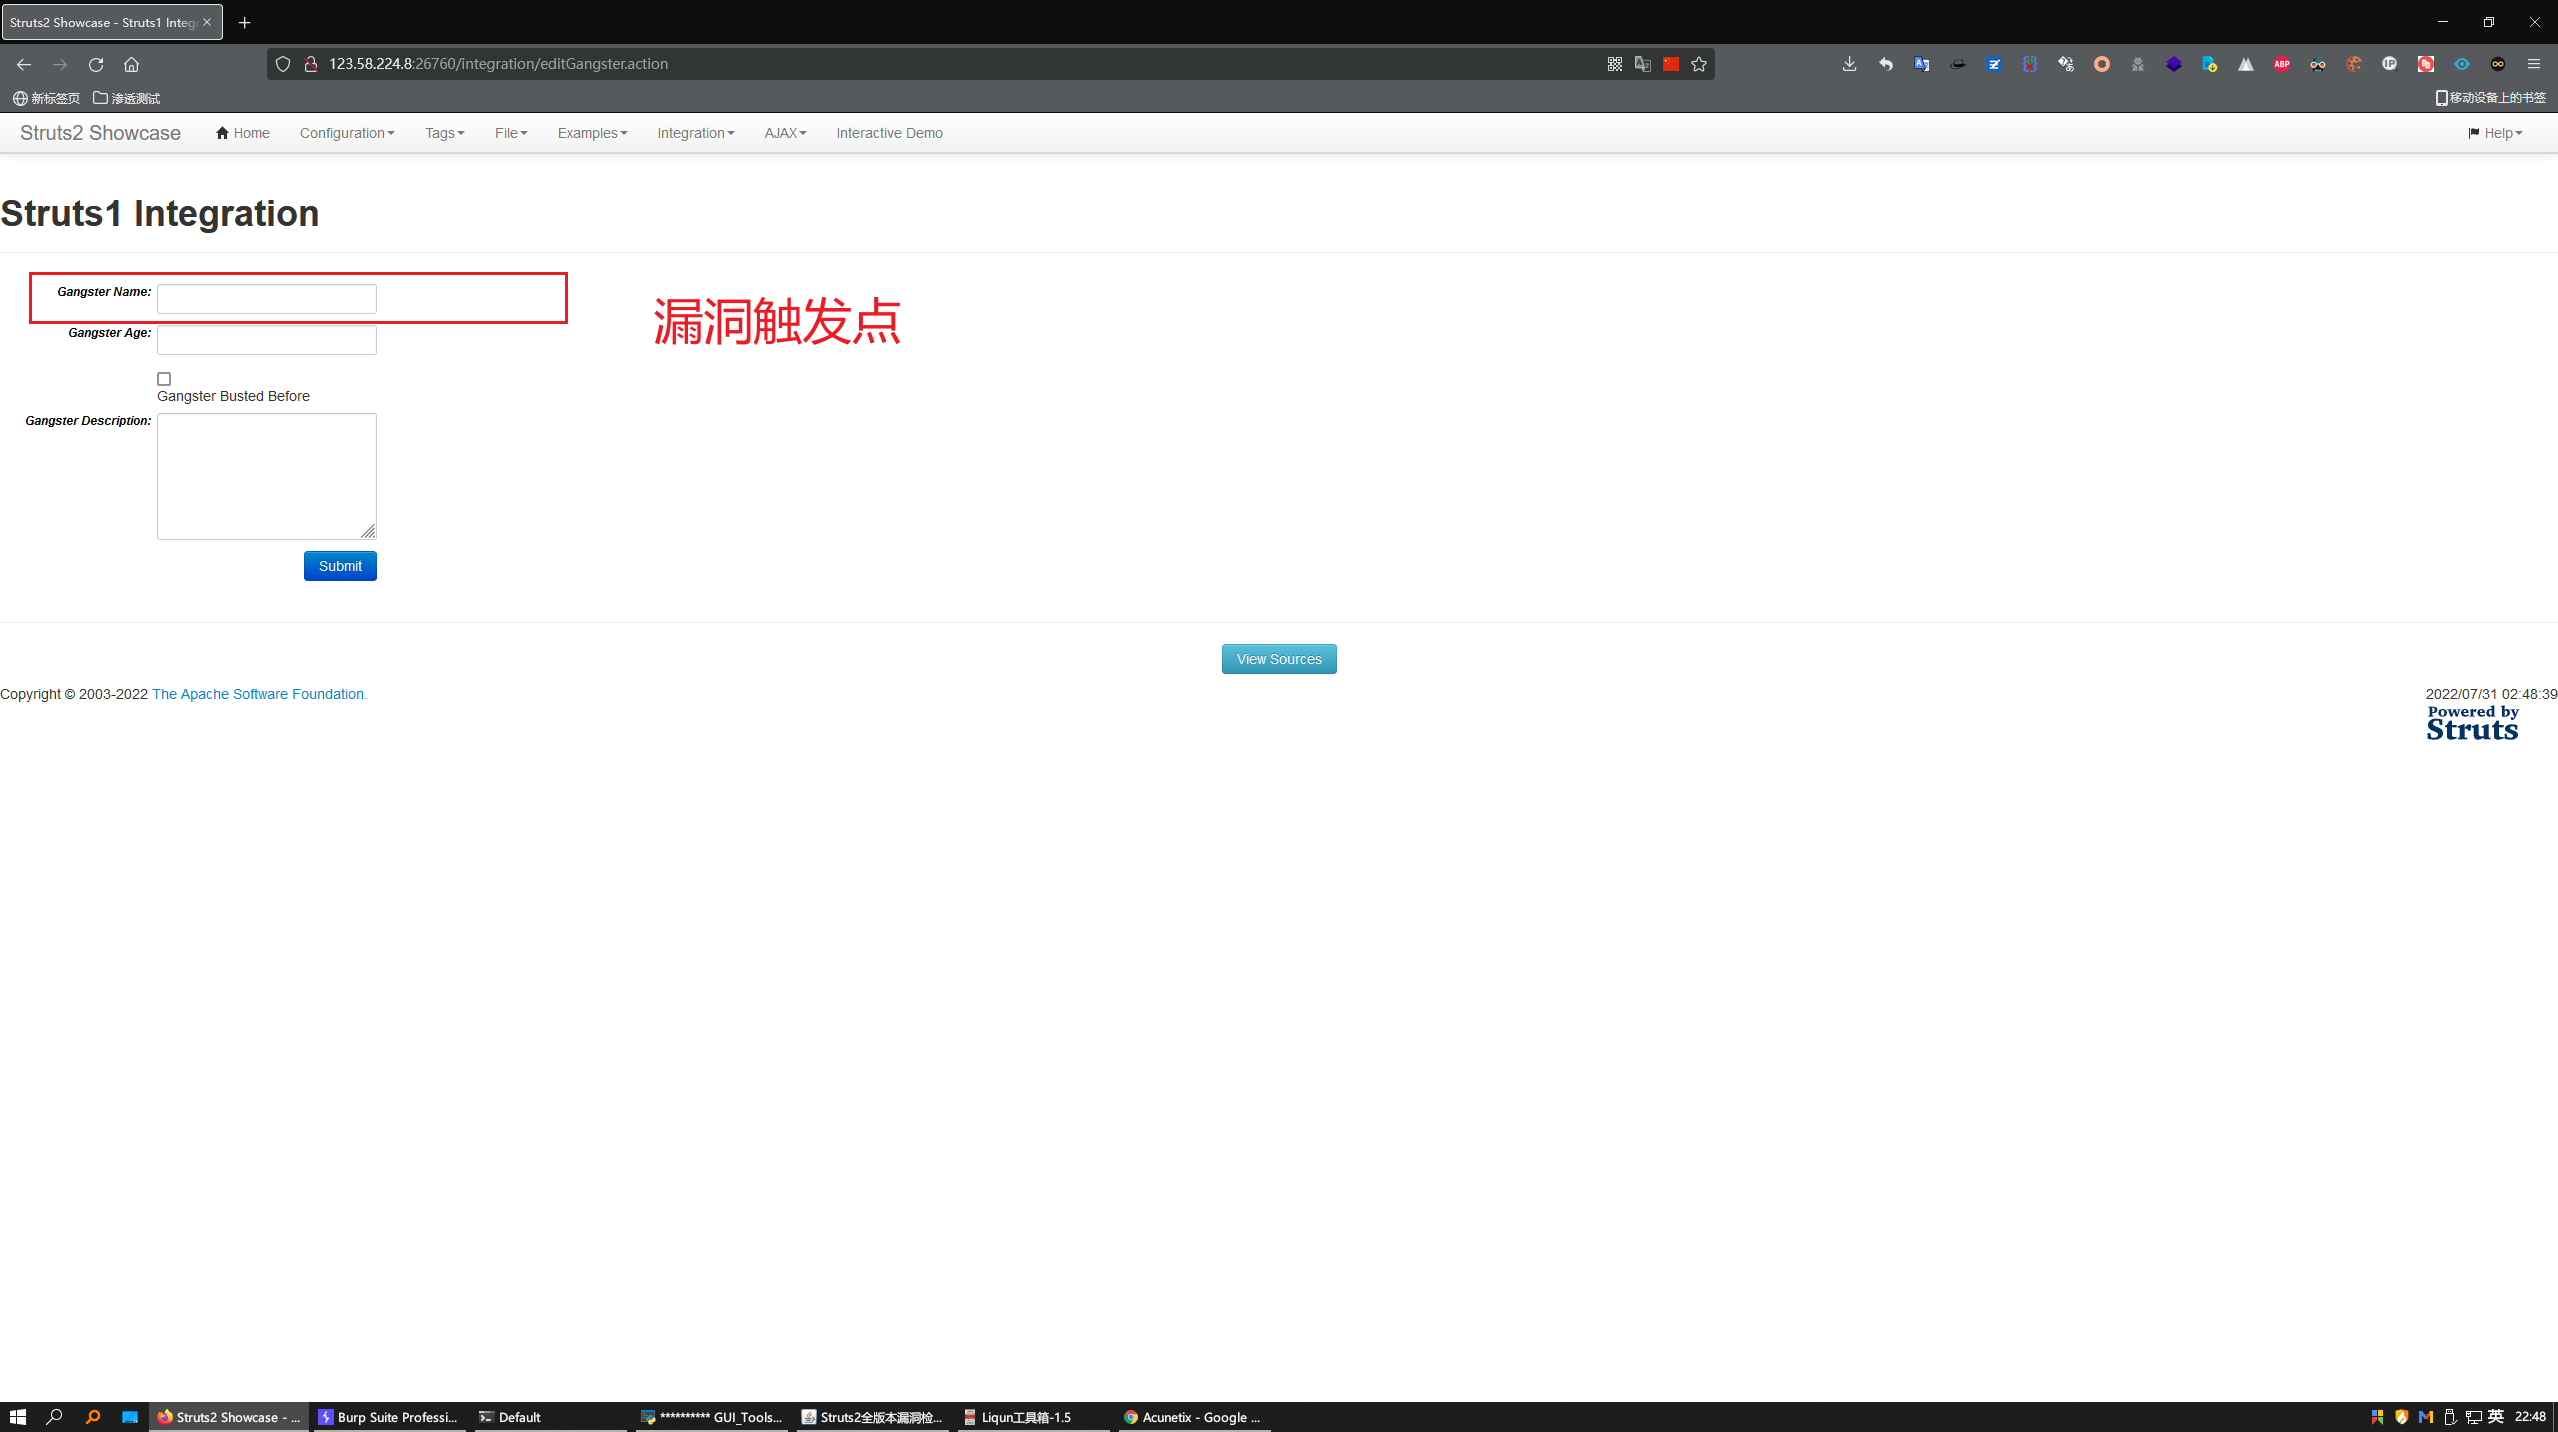 Struts2 Showcase - Struts1 Integr
123.58.224.8:26760/integration/editGangster.action
新标签页 渗透测试 移动设备上的书签
Struts2 Showcase Home Configuration Tags File Examples Integration AJAX Interactive Demo Help
Struts1 Integration
Gangster Name:
漏洞触发点
Gangster Age:
Gangster Busted Before
Gangster Description:
Submit
View Sources
Copyright © 2003-2022 The Apache Software Foundation. 2022/07/31 02:48:39
Powered by
Struts
Struts2 Showcase - ... Burp Suite Professi... Default ********** GUI_Tools... Struts2全版本漏洞检... Liqun工具箱-1.5 Acunetix - Google ... 英 22:48